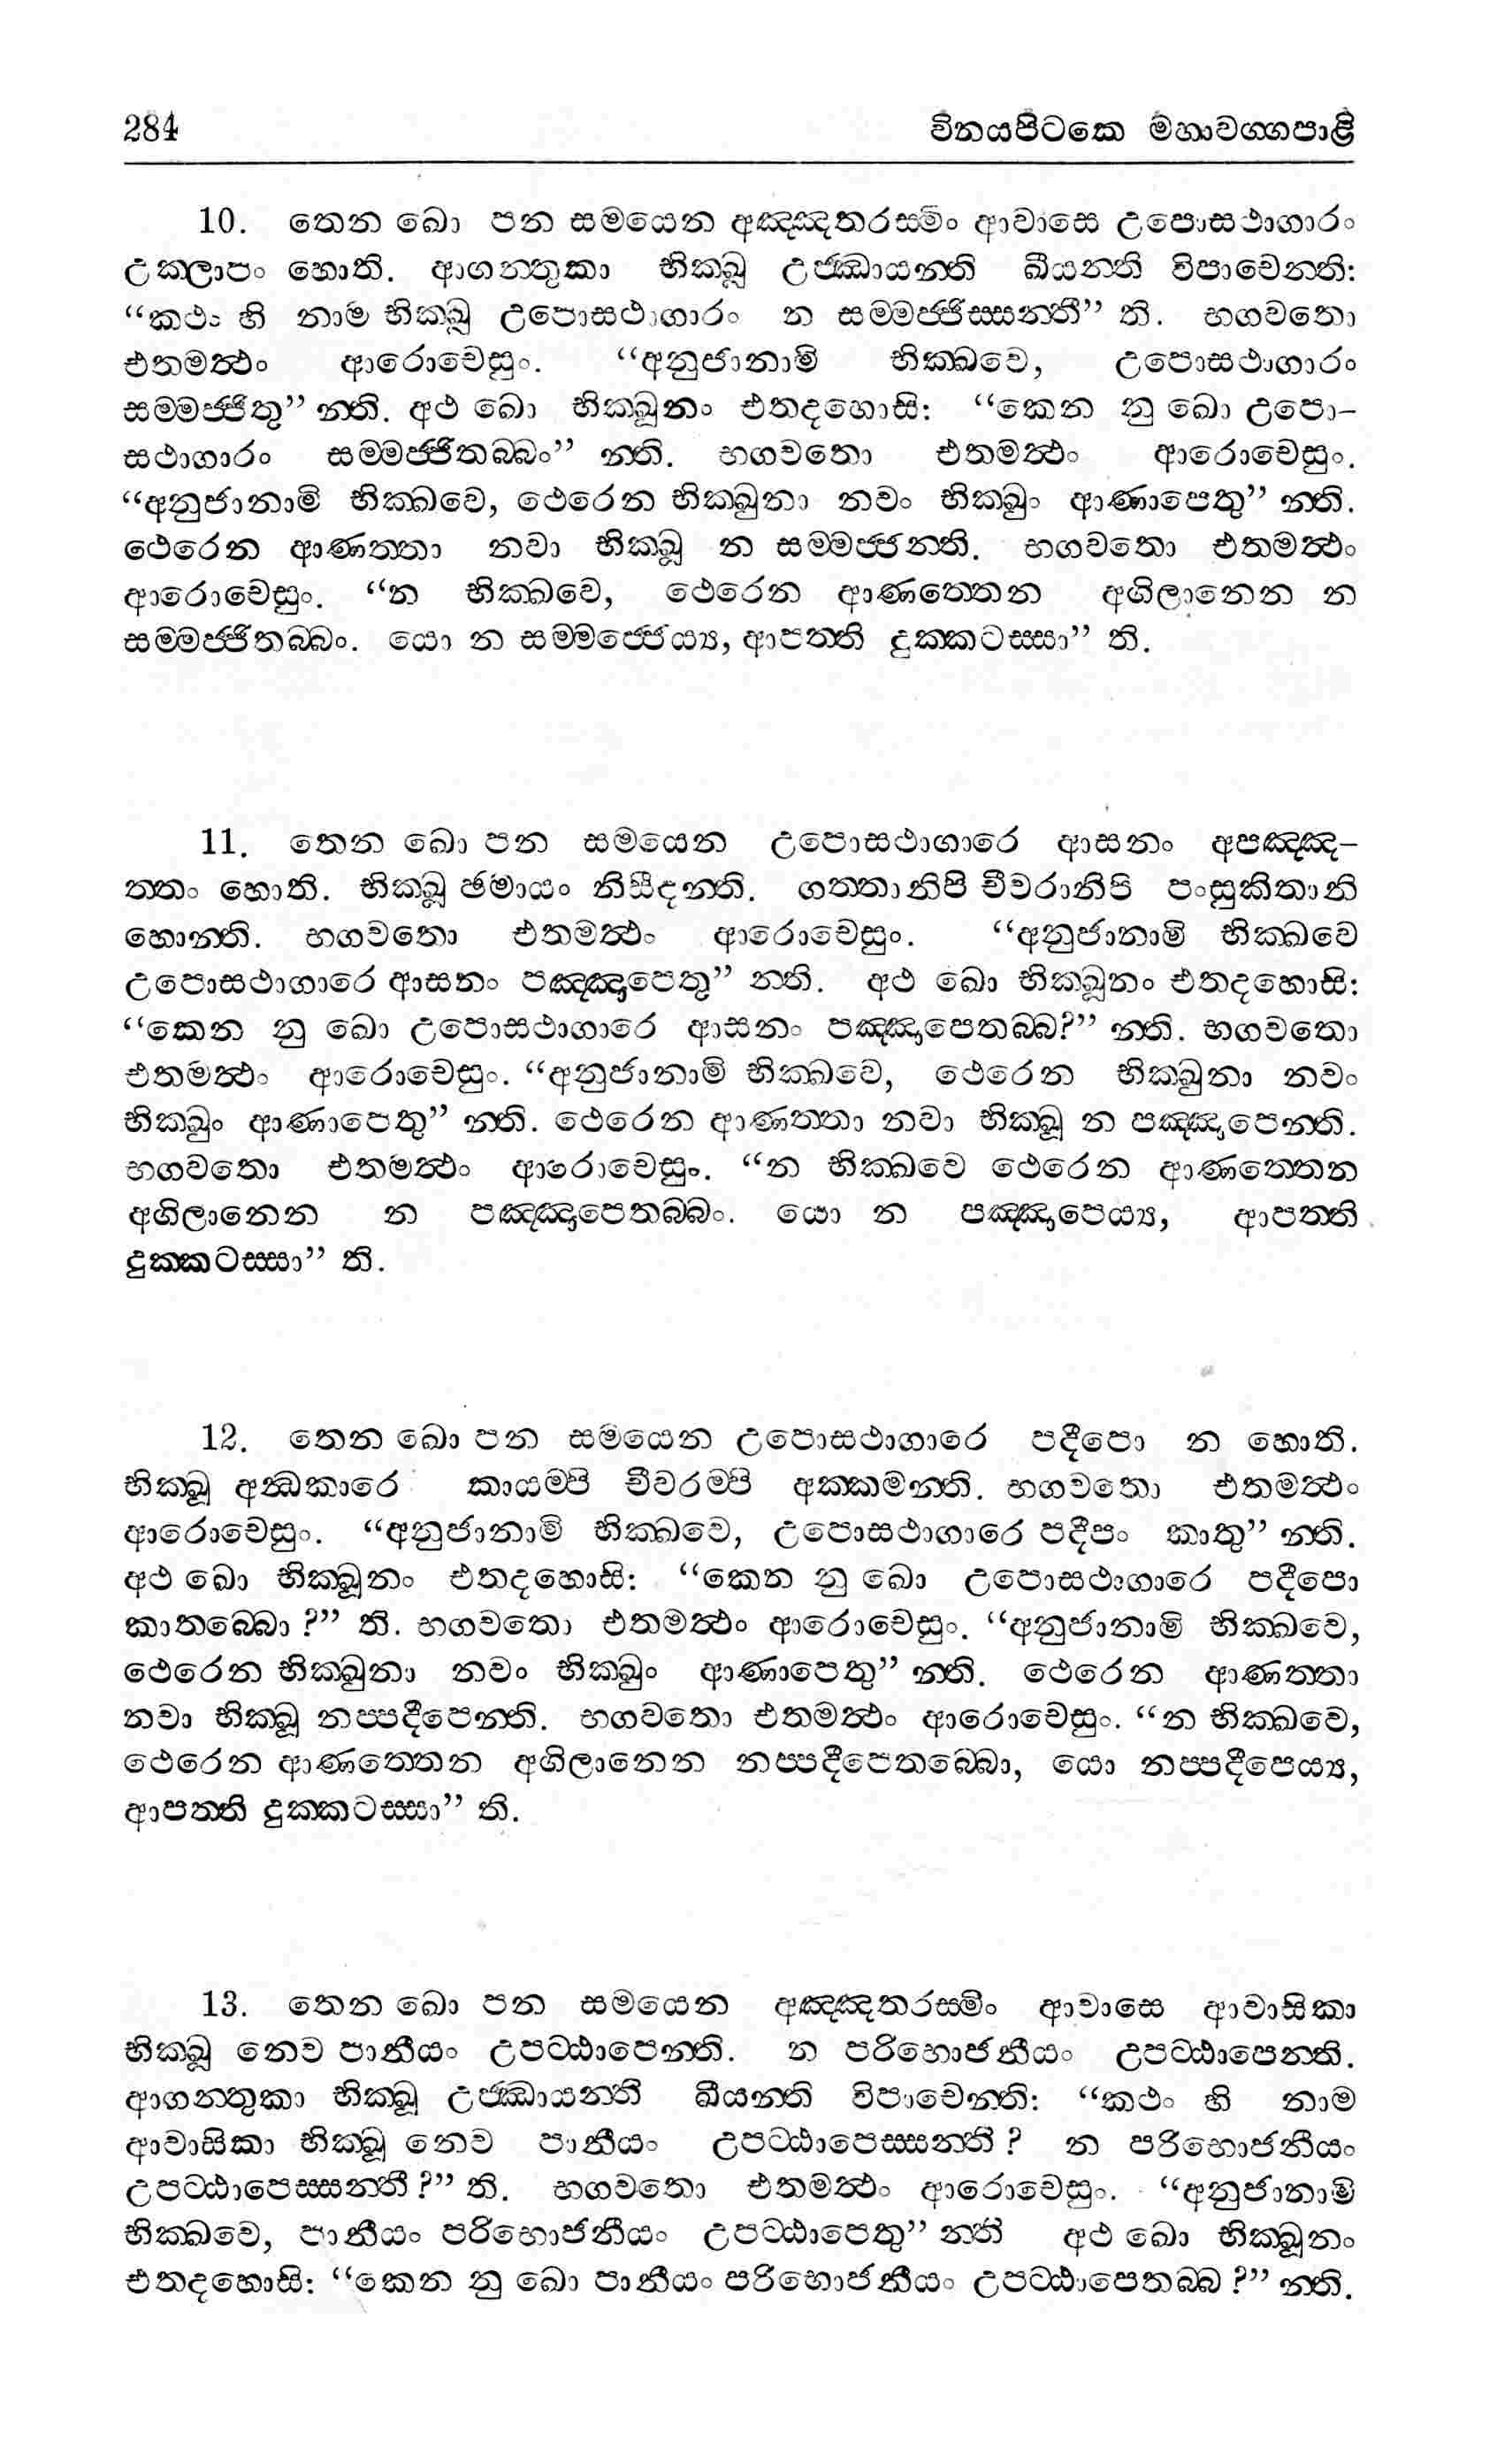 284 විනයපිටකෙ මහාවග්ගපාළි
10. තෙන ඛො පන සමයෙන අඤ්ඤතරස්මිං ආවාසෙ උපොසථාගාරං
උක්ලාපං හොති. ආගන්තුකා භික්ඛූ උජ්ඣායන්ති ඛීයන්ති විපාචෙන්ති:
“කථං හි නාම භික්ඛූ උපොසථාගාරං න සම්මජ්ජිස්සන්තී” ති. භගවතො
එතමත්ථං ආරොචෙසුං. “අනුජානාමි භික්ඛවෙ, උපොසථාගාරං
සම්මජ්ජිතු” න්ති. අථ ඛො භික්ඛූනං එතදහොසි: “කෙන නු ඛො උපො-
සථාගාරං සම්මජ්ජිතබ්බං” න්ති. භගවතො එතමත්ථං ආරොචෙසුං.
“අනුජානාමි භික්ඛවෙ, ථෙරෙන භික්ඛුනා නවං භික්ඛුං ආණාපෙතු” න්ති.
ථෙරෙන ආණත්තා නවා භික්ඛූ න සම්මජ්ජන්ති. භගවතො එතමත්ථං
ආරොචෙසුං. “න භික්ඛවෙ, ථෙරෙන ආණත්තෙන අගිලානෙන න
සම්මජ්ජිතබ්බං. යො න සම්මජ්ජෙය්‍ය, ආපත්ති දුක්කටස්සා” ති.
11. තෙන ඛො පන සමයෙන උපොසථාගාරෙ ආසනං අපඤ්ඤ-
ත්තං හොති. භික්ඛූ ඡමායං නිසීදන්ති. ගත්තානිපි චීවරානිපි පංසුකිතානි
හොන්ති. භගවතො එතමත්ථං ආරොචෙසුං. “අනුජානාමි භික්ඛවෙ
උපොසථාගාරෙ ආසනං පඤ්ඤාපෙතු” න්ති. අථ ඛො භික්ඛූනං එතදහොසි:
“කෙන නු ඛො උපොසථාගාරෙ ආසනං පඤ්ඤාපෙතබ්බ?” න්ති. භගවතො
එතමත්ථං ආරොචෙසුං. “අනුජානාමි භික්ඛවෙ, ථෙරෙන භික්ඛුනා නවං
භික්ඛුං ආණාපෙතු” න්ති. ථෙරෙන ආණත්තා නවා භික්ඛූ න පඤ්ඤාපෙන්ති.
භගවතො එතමත්ථං ආරොචෙසුං. “න භික්ඛවෙ ථෙරෙන ආණත්තෙන
අගිලානෙන න පඤ්ඤාපෙතබ්බං. යො න පඤ්ඤාපෙය්‍ය, ආපත්ති
දුක්කටස්සා” ති.
12. තෙන ඛො පන සමයෙන උපොසථාගාරෙ පදීපො න හොති.
භික්ඛූ අන්ධකාරෙ කායම්පි චීවරම්පි අක්කමන්ති. භගවතො එතමත්ථං
ආරොචෙසුං. “අනුජානාමි භික්ඛවෙ, උපොසථාගාරෙ පදීපං කාතු” න්ති.
අථ ඛො භික්ඛූනං එතදහොසි: “කෙන නු ඛො උපොසථාගාරෙ පදීපො
කාතබ්බො ?” ති. භගවතො එතමත්ථං ආරොචෙසුං. “අනුජානාමි භික්ඛවෙ,
ථෙරෙන භික්ඛුනා නවං භික්ඛුං ආණාපෙතු” න්ති. ථෙරෙන ආණත්තා
නවා භික්ඛූ නප්පදීපෙන්ති. භගවතො එතමත්ථං ආරොචෙසුං. “න භික්ඛවෙ,
ථෙරෙන ආණත්තෙන අගිලානෙන නප්පදීපෙතබ්බො, යො නප්පදීපෙය්‍ය,
ආපත්ති දුක්කටස්සා” ති.
13. තෙන ඛො පන සමයෙන අඤ්ඤතරස්මිං ආවාසෙ ආවාසිකා
භික්ඛූ නෙව පානීයං උපට්ඨාපෙන්ති. න පරිභොජනීයං උපට්ඨාපෙන්ති.
ආගන්තුකා භික්ඛූ උජ්ඣායන්ති ඛීයන්ති විපාචෙන්ති: “කථං හි නාම
ආවාසිකා භික්ඛූ නෙව පානීයං උපට්ඨාපෙස්සන්ති ? න පරිභොජනීයං
උපට්ඨාපෙස්සන්තී ?” ති. භගවතො එතමත්ථං ආරොචෙසුං. “අනුජානාමි
භික්ඛවෙ, පානීයං පරිභොජනීයං උපට්ඨාපෙතු” න්ති අථ ඛො භික්ඛූනං
එතදහොසි: “කෙන නු ඛො පානීයං පරිභොජනීයං උපට්ඨාපෙතබ්බ ?” න්ති.